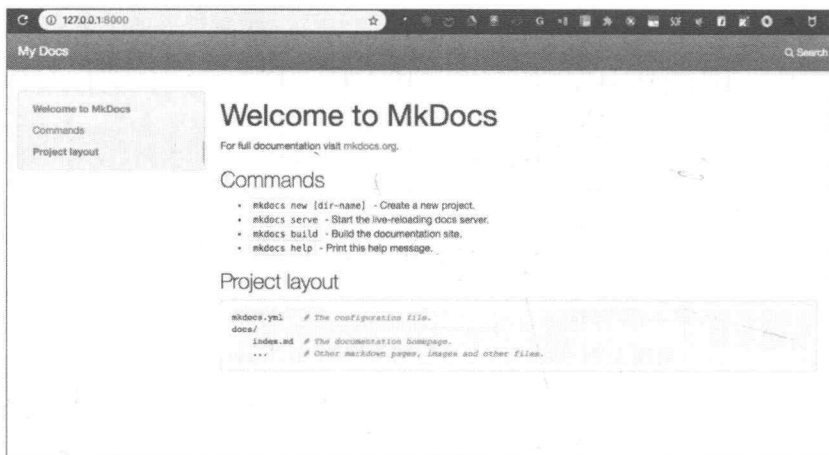 127.0.0.1:8000
My Docs
Search
Welcome to MkDocs
Commands
Project layout
Welcome to MkDocs
For full documentation visit mkdocs.org.
Commands
• mkdocs new [dir-name] - Create a new project.
• mkdocs serve - Start the live-reloading docs server.
• mkdocs build - Build the documentation site.
• mkdocs help - Print this help message.
Project layout
mkdocs.yml # The configuration file.
docs/
index.md # The documentation homepage.
... # Other markdown pages, images and other files.